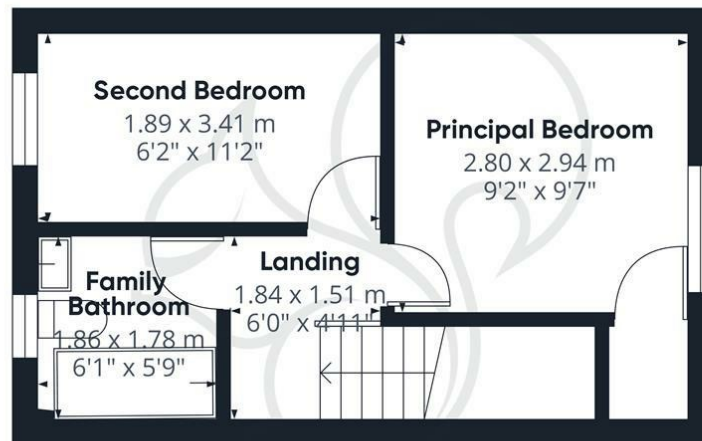 Second Bedroom
1.89 x 3.41 m
6'2" x 11'2"
Principal Bedroom
2.80 x 2.94 m
9'2" x 9'7"
Landing
1.84 x 1.51 m
6'0" x 4'11"
Family
Bathroom
1.86 x 1.78 m
6'1" x 5'9"